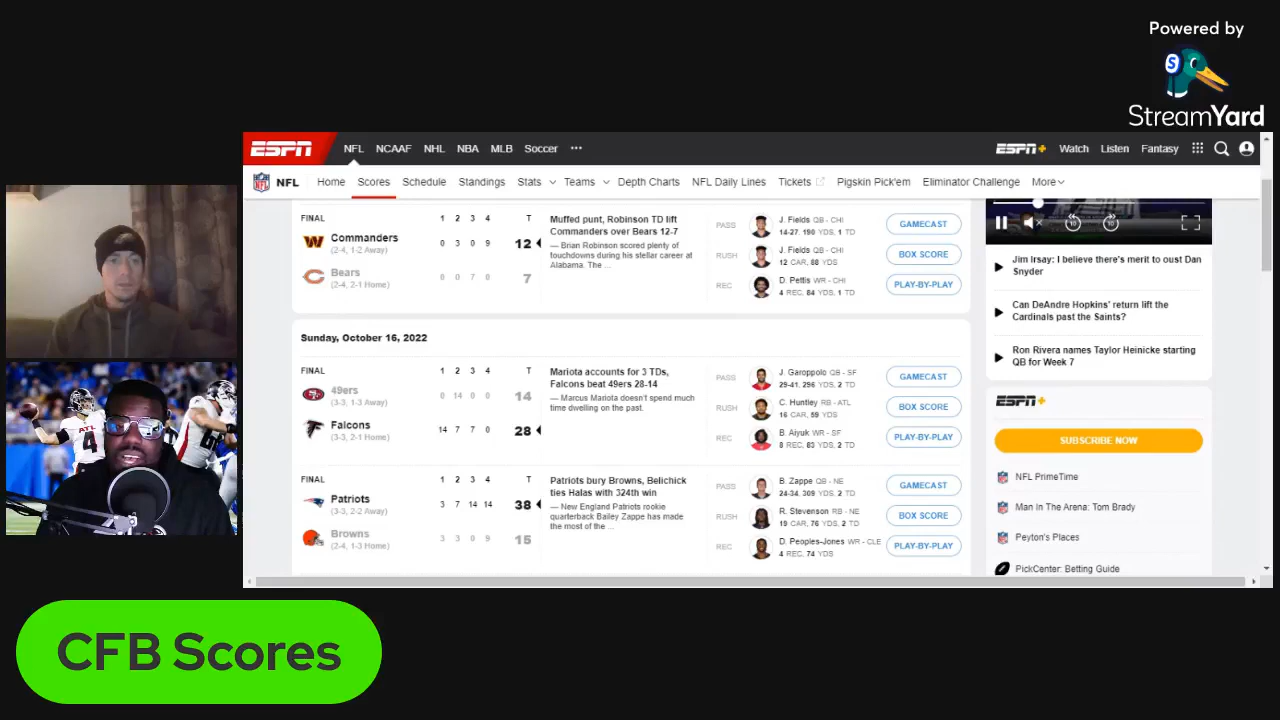 Powered by
StreamYard
ESPN NFL NCAAF NHL NBA MLB Soccer ••• ESPN+ Watch Listen Fantasy
NFL Home Scores Schedule Standings Stats Teams Depth Charts NFL Daily Lines Tickets Pigskin Pick'em Eliminator Challenge More
FINAL 1 2 3 4 T
Commanders 0 3 0 9 12
(2-4, 1-2 Away)
Bears 0 0 7 0 7
(2-4, 2-1 Home)
Muffed punt, Robinson TD lift
Commanders over Bears 12-7
— Brian Robinson scored plenty of
touchdowns during his stellar career at
Alabama. The ...
PASS J. Fields QB - CHI
14-27, 190 YDS, 1 TD
RUSH J. Fields QB - CHI
12 CAR, 88 YDS
REC D. Pettis WR - CHI
4 REC, 84 YDS, 1 TD
GAMECAST
BOX SCORE
PLAY-BY-PLAY
Sunday, October 16, 2022
FINAL 1 2 3 4 T
49ers 0 14 0 0 14
(3-3, 1-3 Away)
Falcons 14 7 7 0 28
(3-3, 2-1 Home)
Mariota accounts for 3 TDs,
Falcons beat 49ers 28-14
— Marcus Mariota doesn't spend much
time dwelling on the past.
PASS J. Garoppolo QB - SF
29-41, 296 YDS, 2 TD
RUSH C. Huntley RB - ATL
16 CAR, 59 YDS
REC B. Aiyuk WR - SF
8 REC, 83 YDS, 2 TD
GAMECAST
BOX SCORE
PLAY-BY-PLAY
FINAL 1 2 3 4 T
Patriots 3 7 14 14 38
(3-3, 2-2 Away)
Browns 3 3 0 9 15
(2-4, 1-3 Home)
Patriots bury Browns, Belichick
ties Halas with 324th win
— New England Patriots rookie
quarterback Bailey Zappe has made
the most of the ...
PASS B. Zappe QB - NE
24-34, 309 YDS, 2 TD
RUSH R. Stevenson RB - NE
19 CAR, 76 YDS, 2 TD
REC D. Peoples-Jones WR - CLE
4 REC, 74 YDS
GAMECAST
BOX SCORE
PLAY-BY-PLAY
Jim Irsay: I believe there's merit to oust Dan
Snyder
Can DeAndre Hopkins' return lift the
Cardinals past the Saints?
Ron Rivera names Taylor Heinicke starting
QB for Week 7
ESPN+
SUBSCRIBE NOW
NFL PrimeTime
Man In The Arena: Tom Brady
Peyton's Places
PickCenter: Betting Guide
ATL
4
CFB Scores